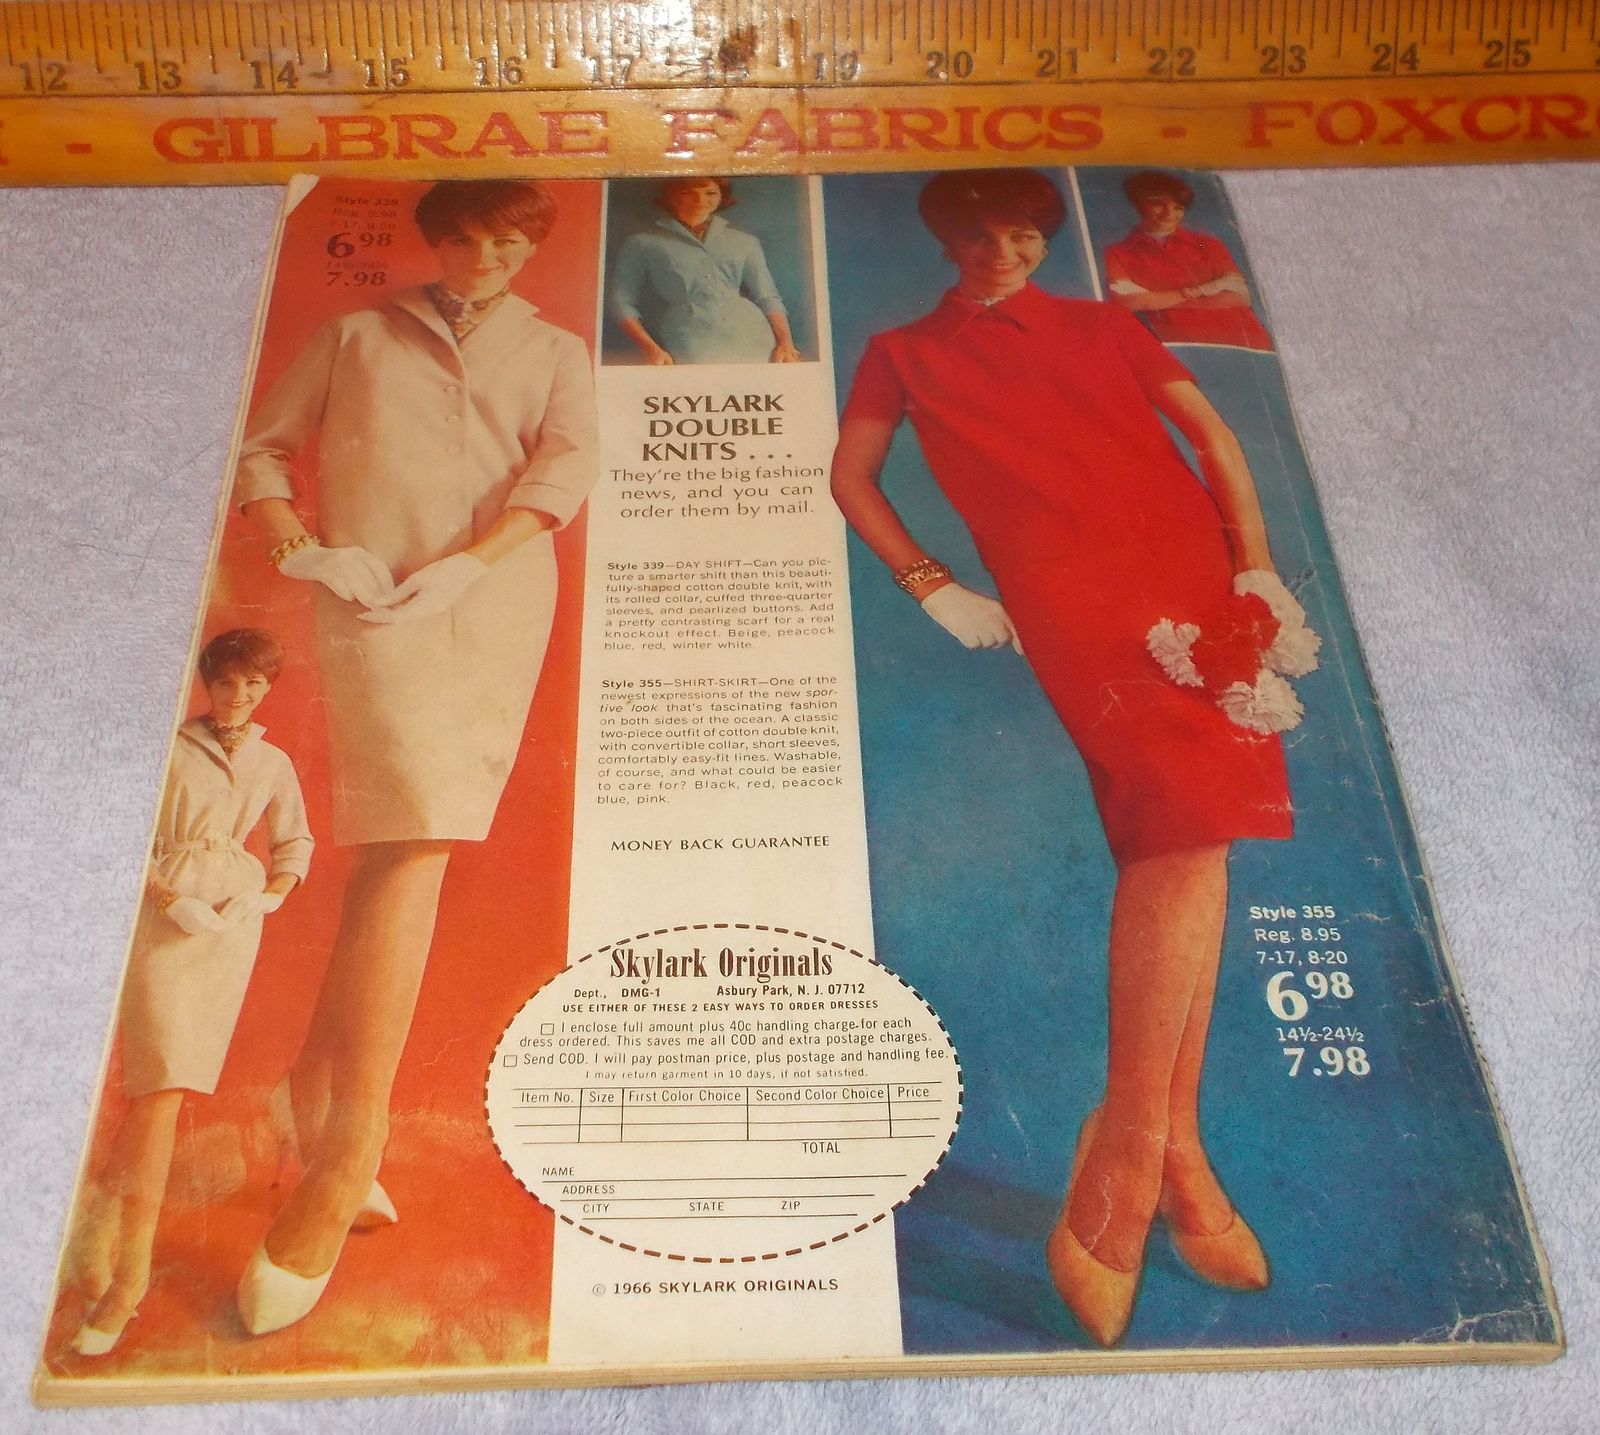 12 13 14 15 16 17 18 19 20 21 22 23 24 25
- GILBRAE FABRICS - FOXCR
Style 339
Reg. 8.98
7-17, 8-20
6 98
14½-24½
7.98
SKYLARK
DOUBLE
KNITS . . .
They're the big fashion
news, and you can
order them by mail.
Style 339—DAY SHIFT—Can you pic-
ture a smarter shift than this beauti-
fully-shaped cotton double knit, with
its rolled collar, cuffed three-quarter
sleeves, and pearlized buttons. Add
a pretty contrasting scarf for a real
knockout effect. Beige, peacock
blue, red, winter white.
Style 355—SHIRT-SKIRT—One of the
newest expressions of the new spor-
tive look that's fascinating fashion
on both sides of the ocean. A classic
two-piece outfit of cotton double knit,
with convertible collar, short sleeves,
comfortably easy-fit lines. Washable,
of course, and what could be easier
to care for? Black, red, peacock
blue, pink.
MONEY BACK GUARANTEE
Style 355
Reg. 8.95
7-17, 8-20
6 98
14½-24½
7.98
Skylark Originals
Dept., DMG-1 Asbury Park, N. J. 07712
USE EITHER OF THESE 2 EASY WAYS TO ORDER DRESSES
I enclose full amount plus 40c handling charge for each
dress ordered. This saves me all COD and extra postage charges.
Send COD. I will pay postman price, plus postage and handling fee.
I may return garment in 10 days, if not satisfied.
Item No. Size First Color Choice Second Color Choice Price
TOTAL
NAME
ADDRESS
CITY STATE ZIP
© 1966 SKYLARK ORIGINALS